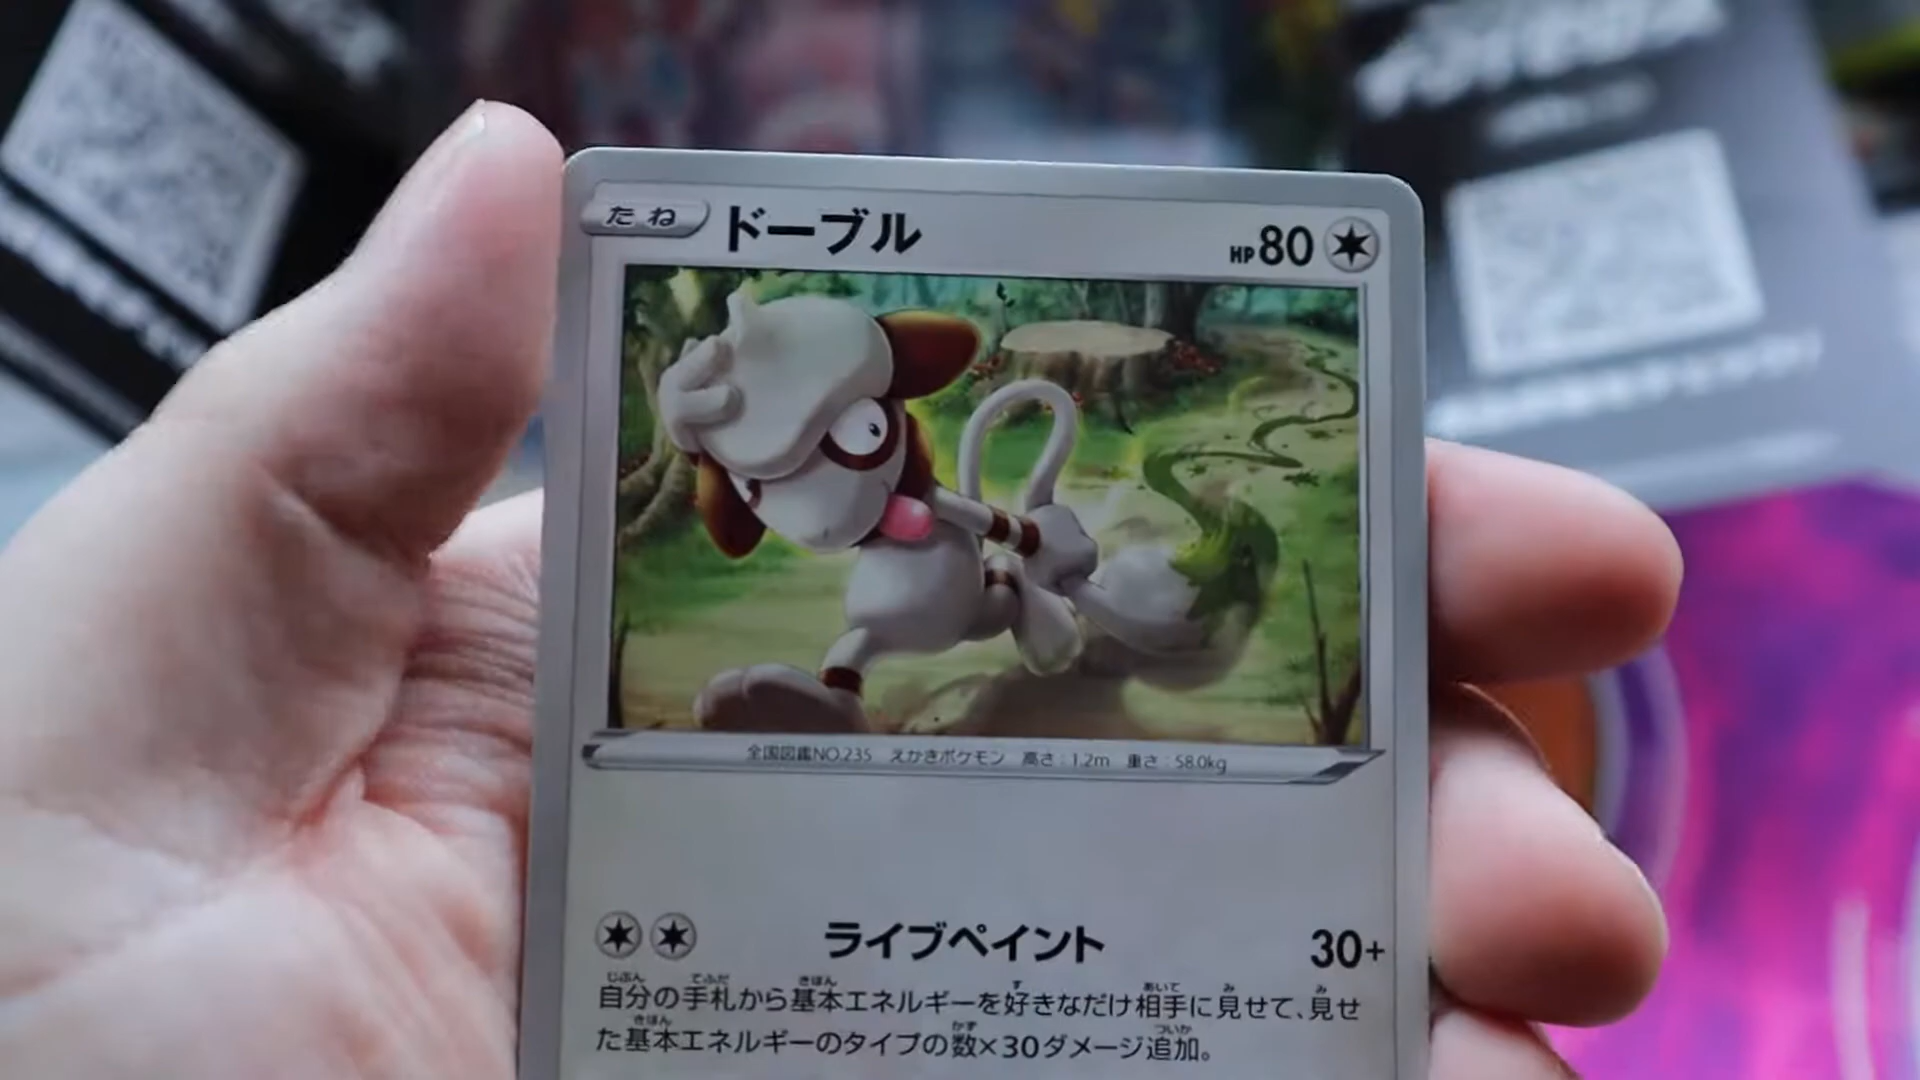 たね ドーブル HP80
全国図鑑NO.235 えかきポケモン 高さ:1.2m 重さ:58.0kg
ライブペイント 30+
自分の手札から基本エネルギーを好きなだけ相手に見せて、見せ
た基本エネルギーのタイプの数×30ダメージ追加。